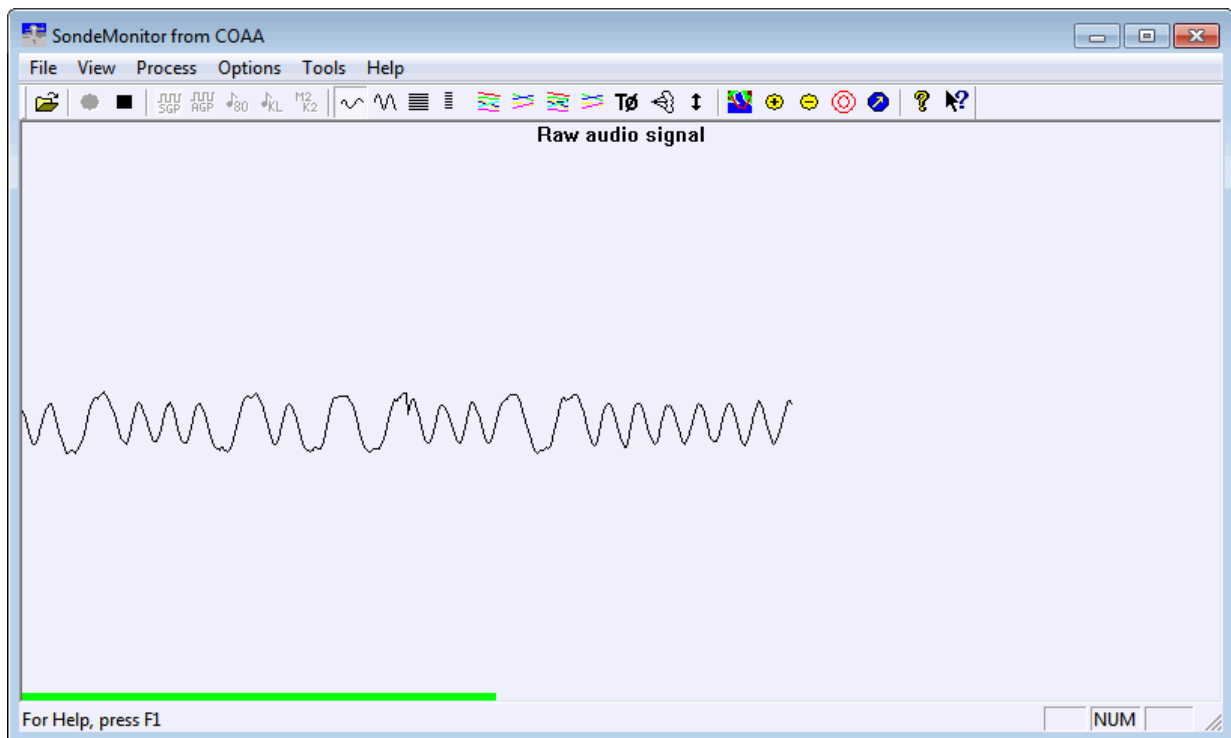 SondeMonitor from COAA
File View Process Options Tools Help
SGP AGP 80 KL M2 K2 TØ
Raw audio signal
For Help, press F1 NUM